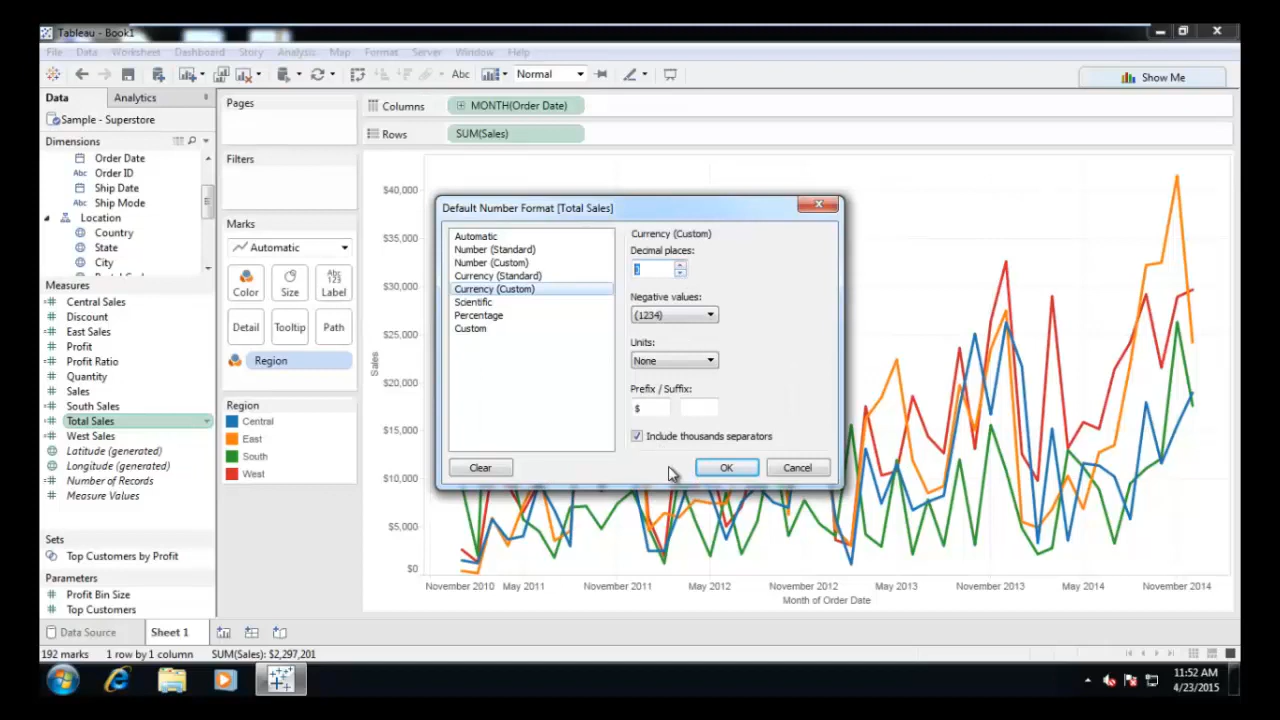 Tableau - Book1
File Data Worksheet Dashboard Story Analysis Map Format Server Window Help
Abc Normal Show Me
Data Analytics
Sample - Superstore
Dimensions
Order Date
Abc Order ID
Ship Date
Abc Ship Mode
Location
Country
State
City
Measures
# Central Sales
# Discount
# East Sales
# Profit
# Profit Ratio
# Quantity
# Sales
# South Sales
# Total Sales
# West Sales
Latitude (generated)
Longitude (generated)
# Number of Records
# Measure Values
Sets
Top Customers by Profit
Parameters
# Profit Bin Size
# Top Customers
Pages
Filters
Marks
Automatic
Color
Size
Abc
123
Label
Detail
Tooltip
Path
Region
Region
Central
East
South
West
Columns
MONTH(Order Date)
Rows
SUM(Sales)
$40,000
$35,000
$30,000
$25,000
$20,000
$15,000
$10,000
$5,000
$0
Sales
November 2010 May 2011 November 2011 May 2012 November 2012 May 2013 November 2013 May 2014 November 2014
Month of Order Date
Default Number Format [Total Sales]
Automatic
Number (Standard)
Number (Custom)
Currency (Standard)
Currency (Custom)
Scientific
Percentage
Custom
Currency (Custom)
Decimal places:
Negative values:
(1234)
Units:
None
Prefix / Suffix:
$
Include thousands separators
Clear
OK
Cancel
Data Source
Sheet 1
192 marks 1 row by 1 column SUM(Sales): $2,297,201
11:52 AM
4/23/2015